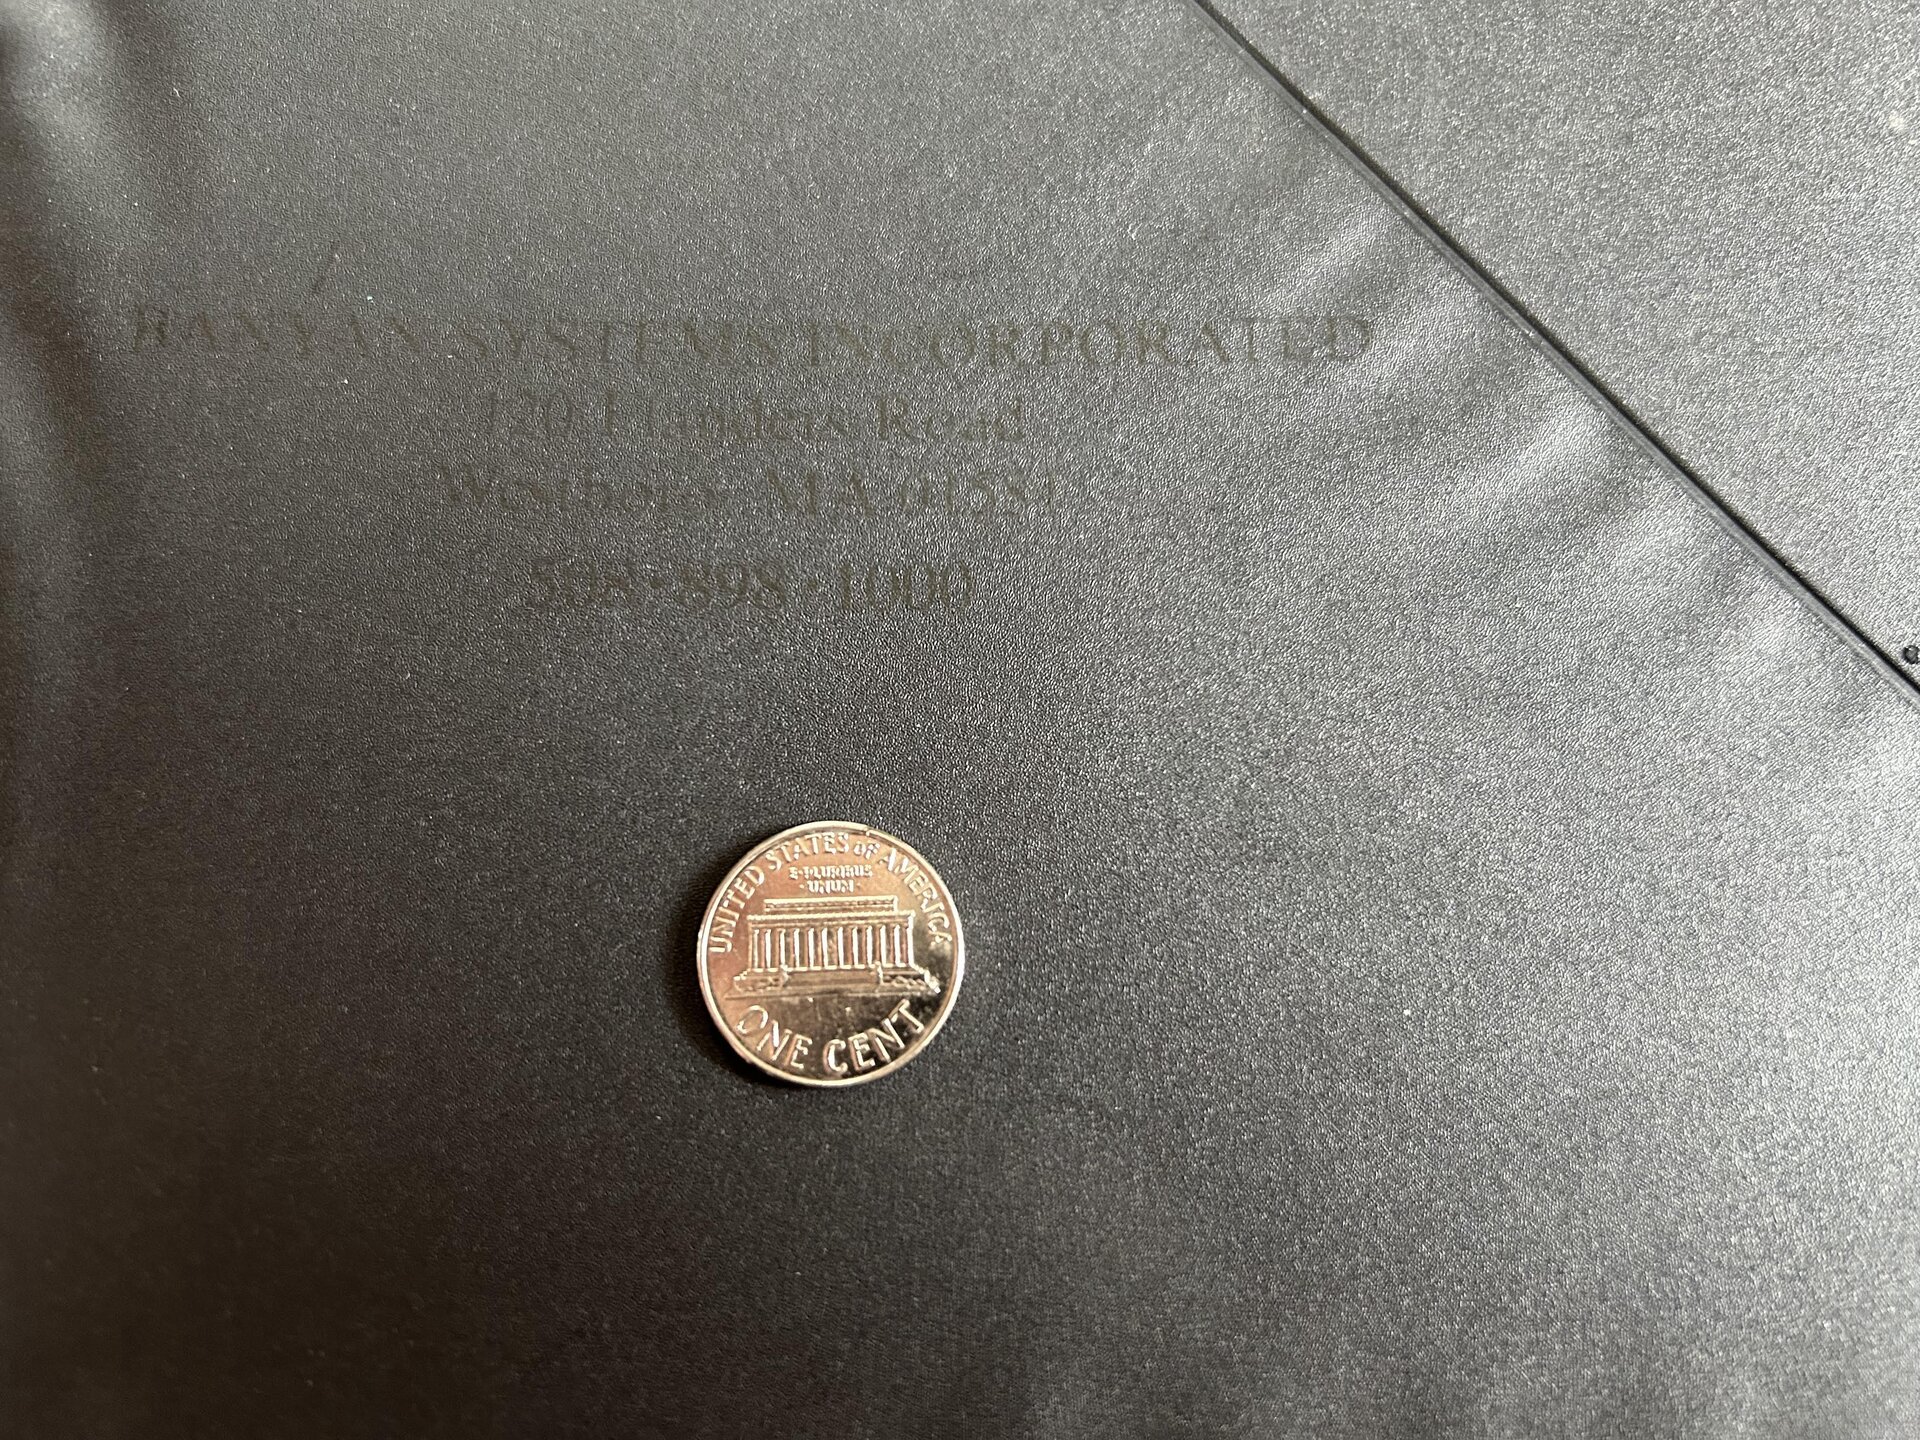 BANYAN SYSTEMS INCORPORATED
120 Flanders Road
Westboro, MA 01581
508·898·1000
UNITED STATES of AMERICA
E·PLURIBUS
·UNUM·
ONE CENT